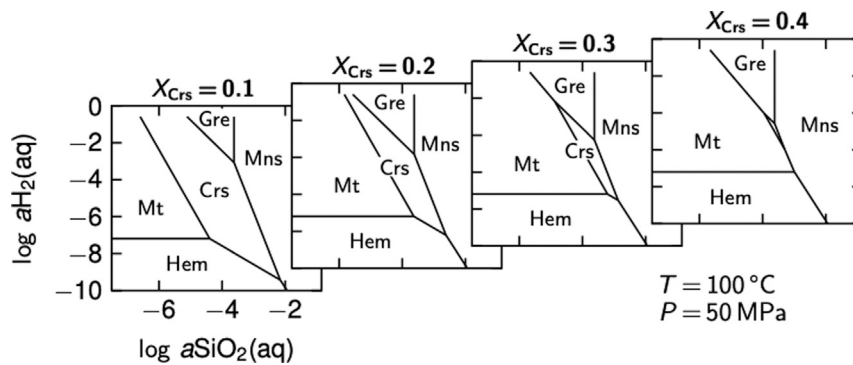 X_Crs = 0.1
X_Crs = 0.2
X_Crs = 0.3
X_Crs = 0.4
Gre
Mns
Crs
Mt
Hem
Gre
Mns
Crs
Mt
Hem
Gre
Mns
Crs
Mt
Hem
Gre
Mns
Mt
Hem
0
−2
−4
−6
−8
−10
−6 −4 −2
log aH₂(aq)
log aSiO₂(aq)
T = 100 °C
P = 50 MPa